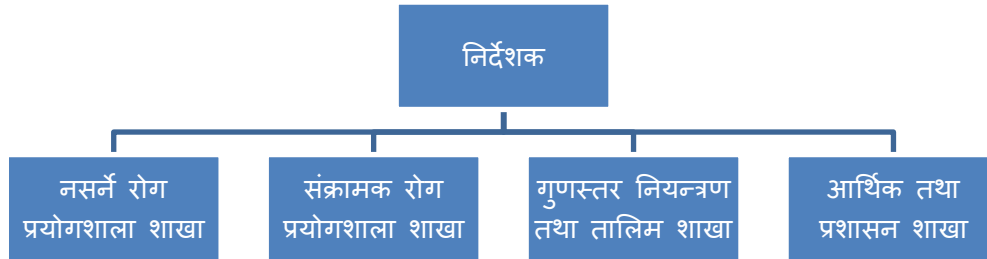 निर्देशक
नसर्ने रोग
प्रयोगशाला शाखा
संक्रामक रोग
प्रयोगशाला शाखा
गुणस्तर नियन्त्रण
तथा तालिम शाखा
आर्थिक तथा
प्रशासन शाखा